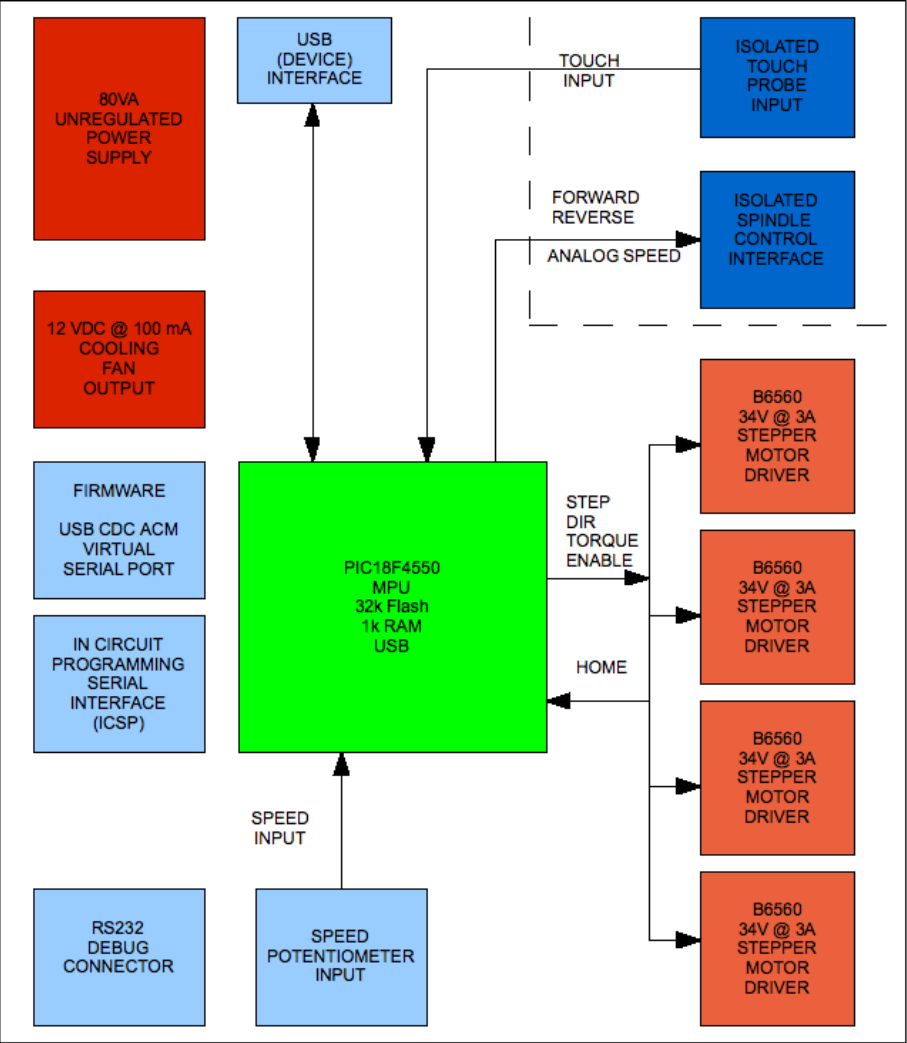 80VA
UNREGULATED
POWER
SUPPLY
USB
(DEVICE)
INTERFACE
TOUCH
INPUT
ISOLATED
TOUCH
PROBE
INPUT
FORWARD
REVERSE
ANALOG SPEED
ISOLATED
SPINDLE
CONTROL
INTERFACE
12 VDC @ 100 mA
COOLING
FAN
OUTPUT
B6560
34V @ 3A
STEPPER
MOTOR
DRIVER
FIRMWARE
USB CDC ACM
VIRTUAL
SERIAL PORT
PIC18F4550
MPU
32k Flash
1k RAM
USB
STEP
DIR
TORQUE
ENABLE
B6560
34V @ 3A
STEPPER
MOTOR
DRIVER
IN CIRCUIT
PROGRAMMING
SERIAL
INTERFACE
(ICSP)
HOME
B6560
34V @ 3A
STEPPER
MOTOR
DRIVER
SPEED
INPUT
RS232
DEBUG
CONNECTOR
SPEED
POTENTIOMETER
INPUT
B6560
34V @ 3A
STEPPER
MOTOR
DRIVER